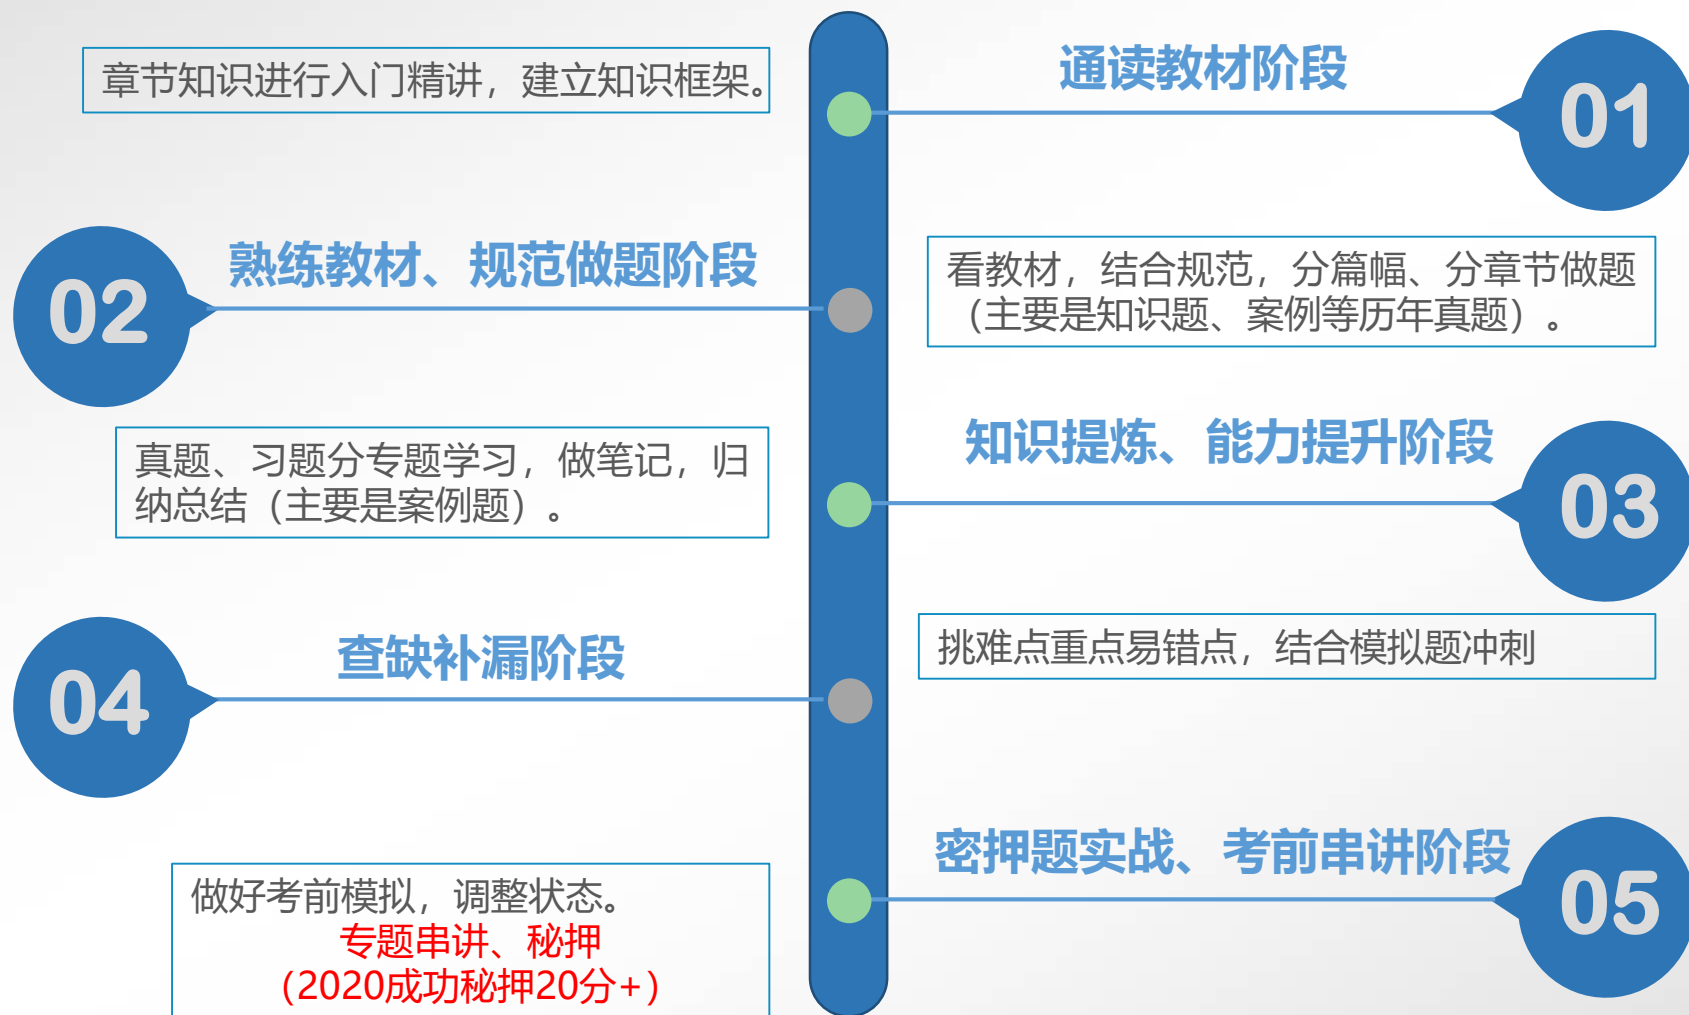 通读教材阶段
01
章节知识进行入门精讲，建立知识框架。
02
熟练教材、规范做题阶段
看教材，结合规范，分篇幅、分章节做题
（主要是知识题、案例等历年真题）。
知识提炼、能力提升阶段
03
真题、习题分专题学习，做笔记，归
纳总结（主要是案例题）。
04
查缺补漏阶段
挑难点重点易错点，结合模拟题冲刺
密押题实战、考前串讲阶段
05
做好考前模拟，调整状态。
专题串讲、秘押
（2020成功秘押20分+）